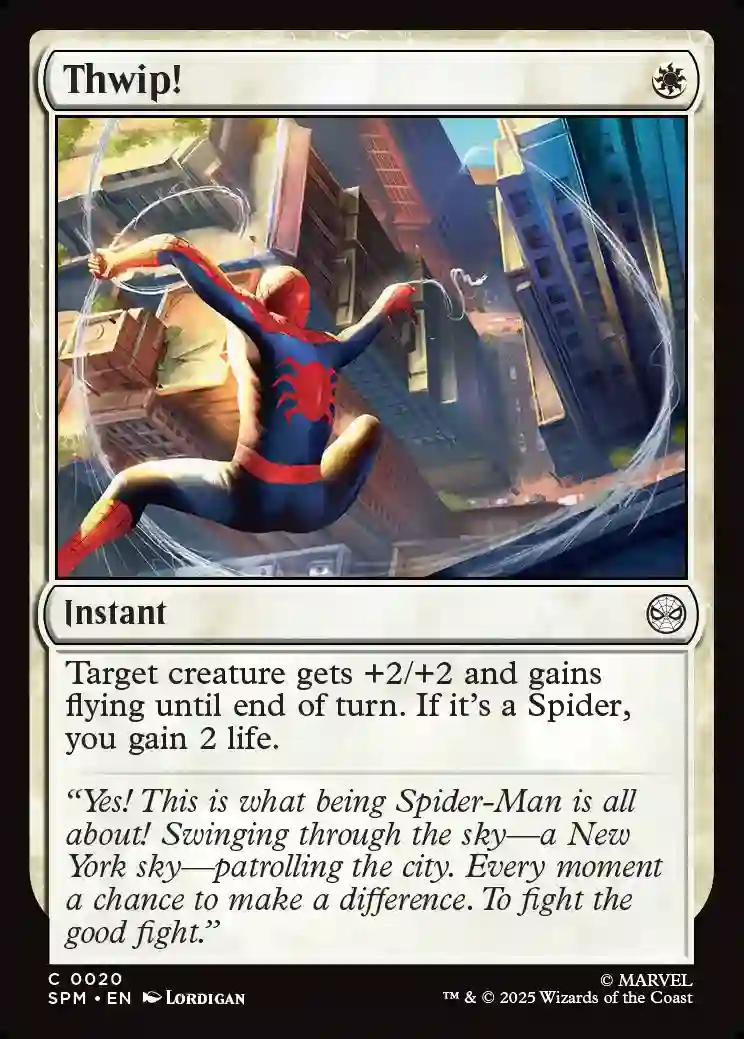 Thwip!
Instant
Target creature gets +2/+2 and gains
flying until end of turn. If it's a Spider,
you gain 2 life.
“Yes! This is what being Spider-Man is all
about! Swinging through the sky—a New
York sky—patrolling the city. Every moment
a chance to make a difference. To fight the
good fight.”
C 0020
SPM • EN LORDIGAN
© MARVEL
™ & © 2025 Wizards of the Coast